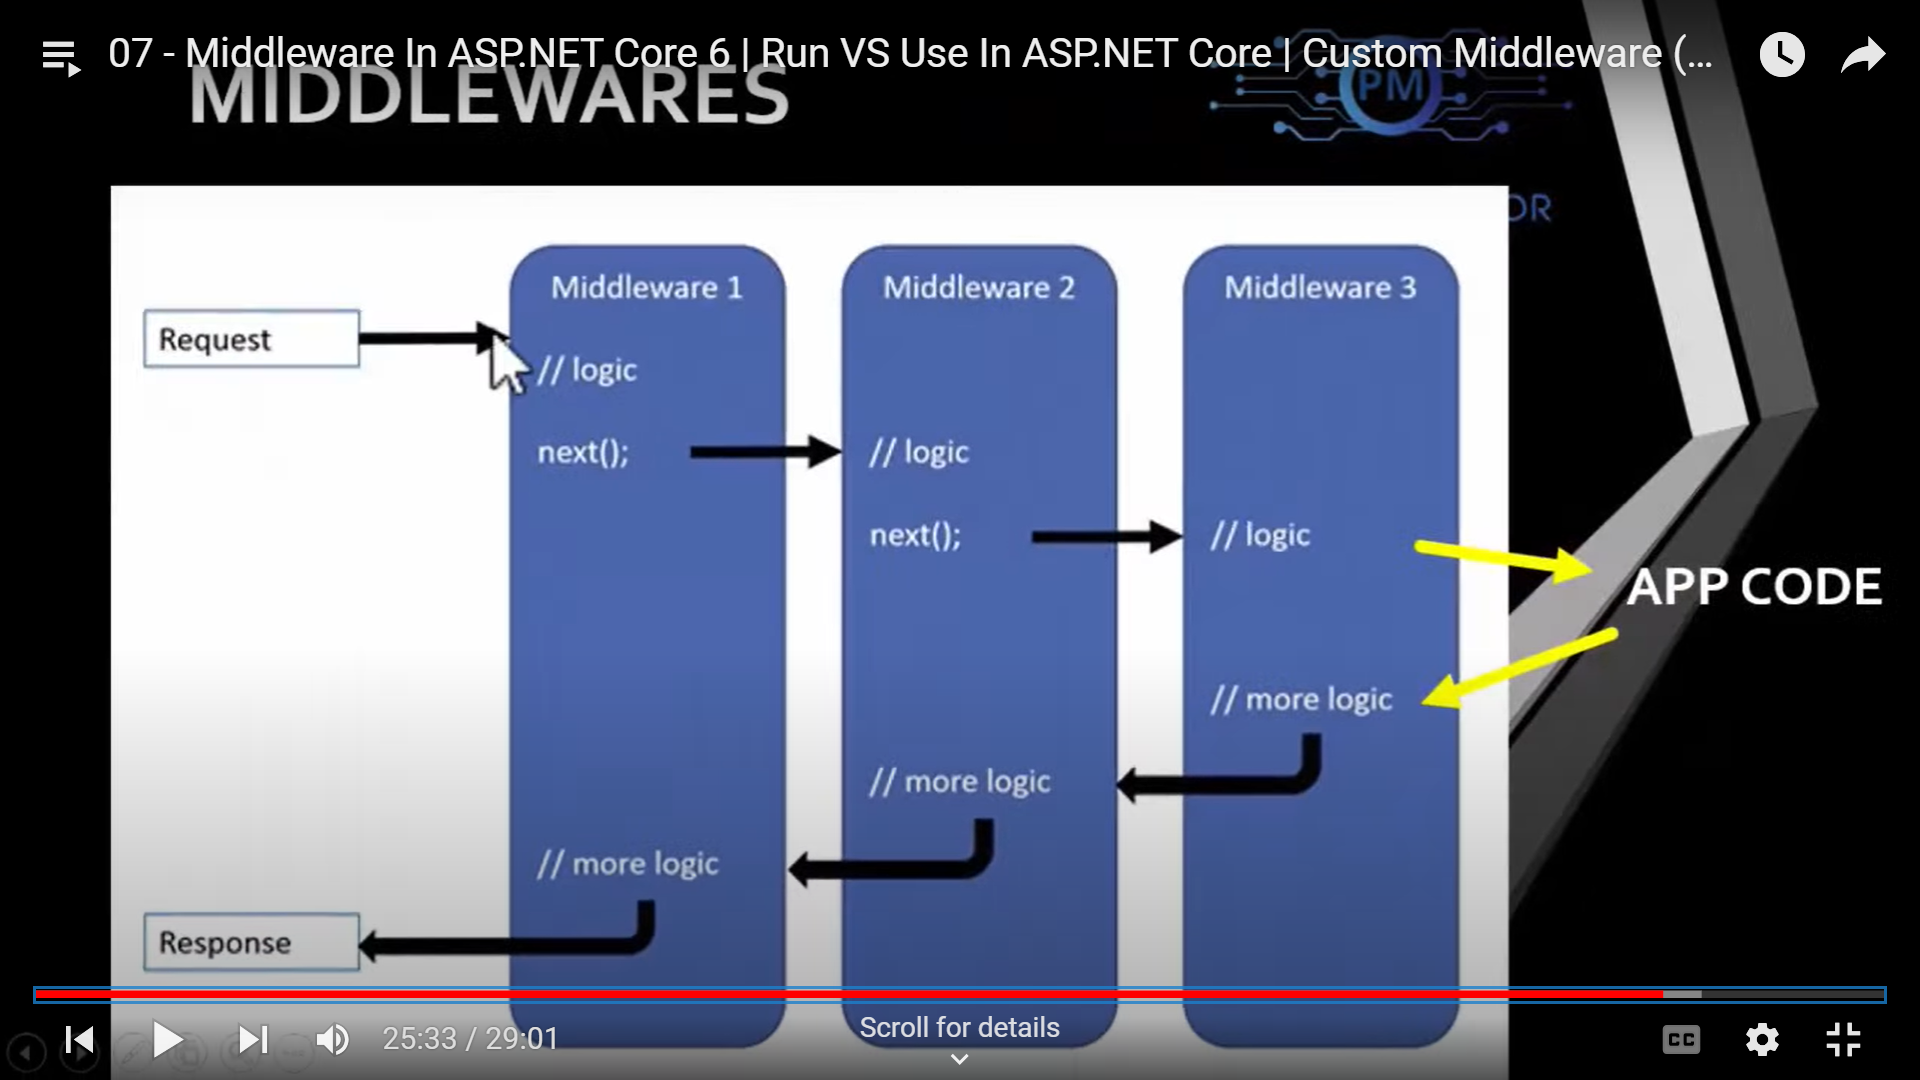 07 - Middleware In ASP.NET Core 6 | Run VS Use In ASP.NET Core | Custom Middleware (...
MIDDLEWARES
PM
OR
Middleware 1
Middleware 2
Middleware 3
Request
// logic
next();
// logic
next();
// logic
APP CODE
// more logic
// more logic
// more logic
Response
25:33 / 29:01
Scroll for details
CC